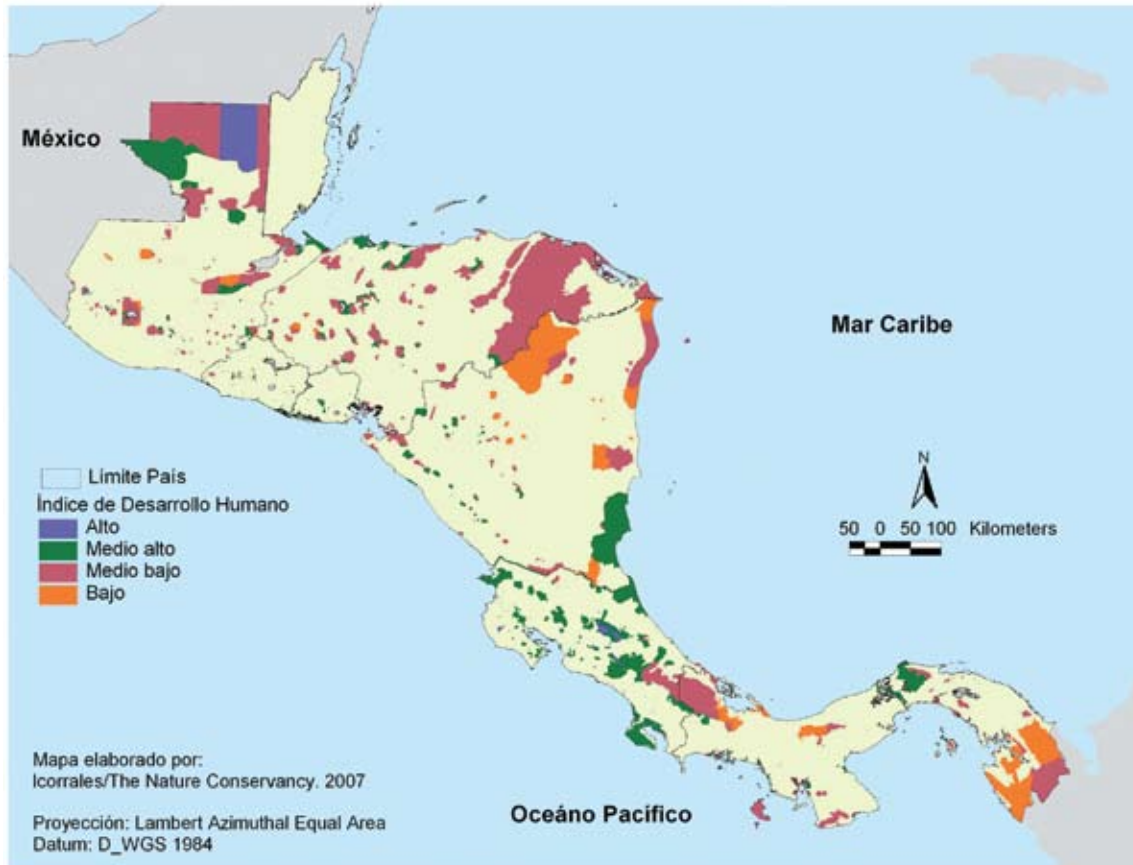 México
Mar Caribe
Límite País
Índice de Desarrollo Humano
Alto
Medio alto
Medio bajo
Bajo
N
50 0 50 100 Kilometers
Mapa elaborado por:
Icorrales/The Nature Conservancy. 2007
Proyección: Lambert Azimuthal Equal Area
Datum: D_WGS 1984
Océano Pacífico